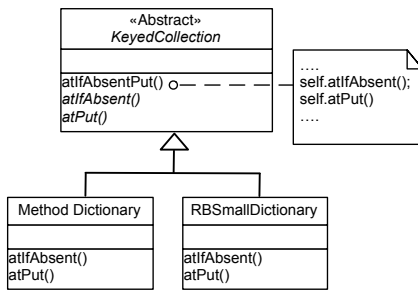 «Abstract»
KeyedCollection
atIfAbsentPut()
atIfAbsent()
atPut()
....
self.atIfAbsent();
self.atPut()
....
Method Dictionary
atIfAbsent()
atPut()
RBSmallDictionary
atIfAbsent()
atPut()